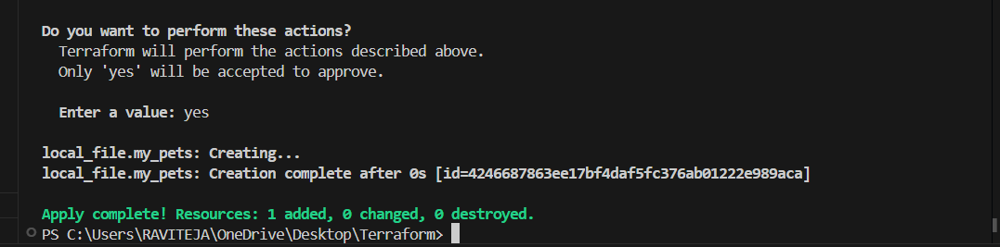 Do you want to perform these actions?
Terraform will perform the actions described above.
Only 'yes' will be accepted to approve.
Enter a value: yes
local_file.my_pets: Creating...
local_file.my_pets: Creation complete after 0s [id=4246687863ee17bf4daf5fc376ab01222e989aca]
Apply complete! Resources: 1 added, 0 changed, 0 destroyed.
PS C:\Users\RAVITEJA\OneDrive\Desktop\Terraform>